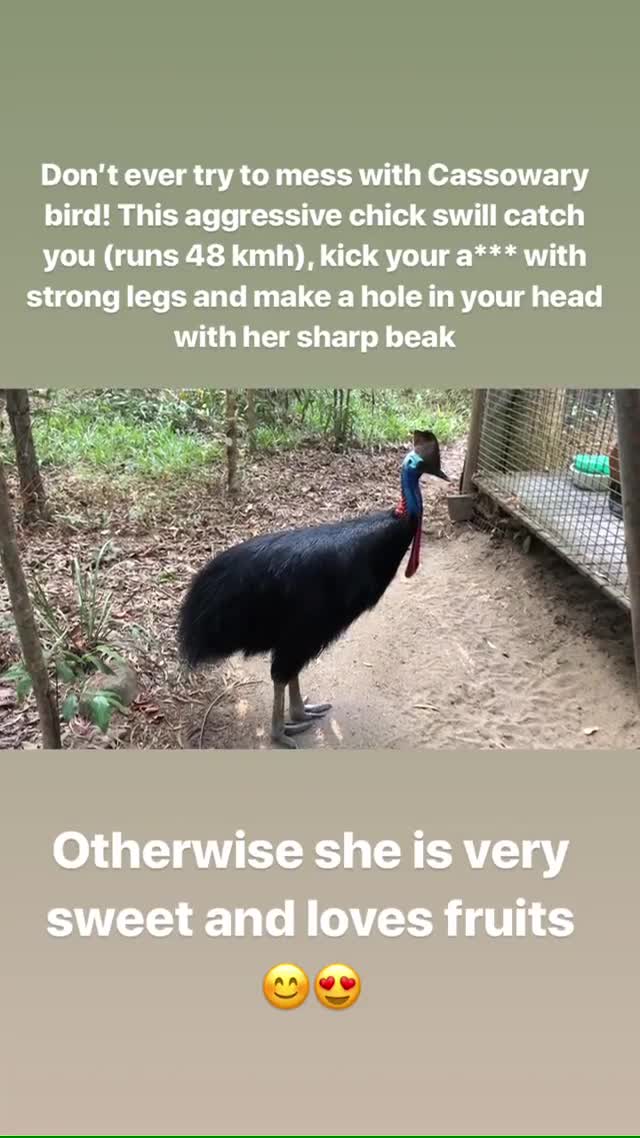 Don’t ever try to mess with Cassowary
bird! This aggressive chick swill catch
you (runs 48 kmh), kick your a*** with
strong legs and make a hole in your head
with her sharp beak
Otherwise she is very
sweet and loves fruits
😊😍